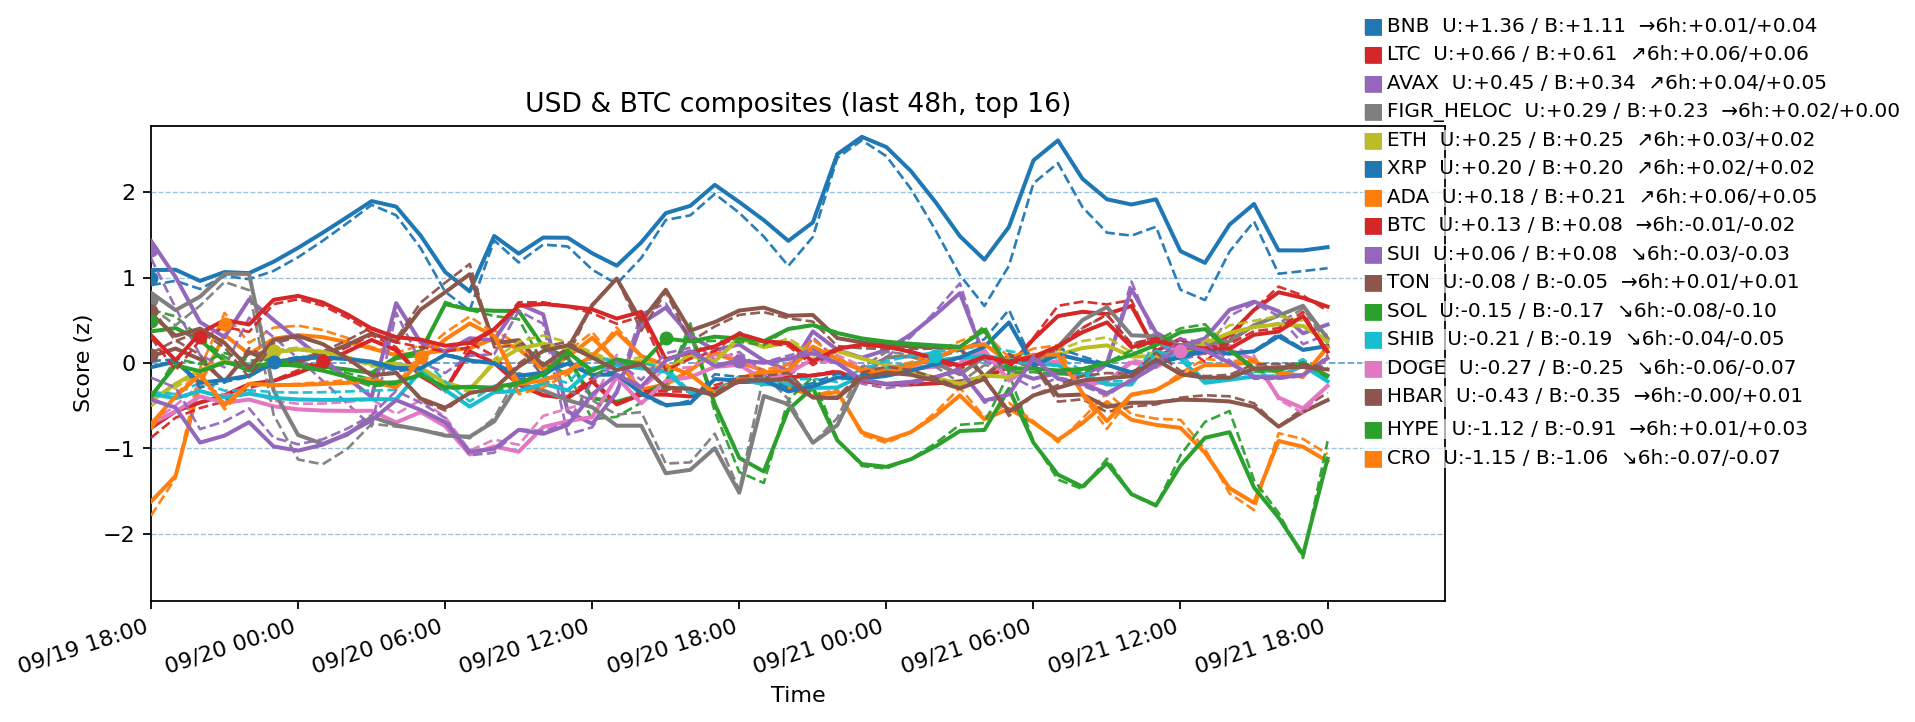 BNB  U:+1.36 / B:+1.11  →6h:+0.01/+0.04
LTC  U:+0.66 / B:+0.61  ↗6h:+0.06/+0.06
AVAX  U:+0.45 / B:+0.34  ↗6h:+0.04/+0.05
FIGR_HELOC  U:+0.29 / B:+0.23  →6h:+0.02/+0.00
ETH  U:+0.25 / B:+0.25  ↗6h:+0.03/+0.02
XRP  U:+0.20 / B:+0.20  ↗6h:+0.02/+0.02
ADA  U:+0.18 / B:+0.21  ↗6h:+0.06/+0.05
BTC  U:+0.13 / B:+0.08  →6h:-0.01/-0.02
SUI  U:+0.06 / B:+0.08  ↘6h:-0.03/-0.03
TON  U:-0.08 / B:-0.05  →6h:+0.01/+0.01
SOL  U:-0.15 / B:-0.17  ↘6h:-0.08/-0.10
SHIB  U:-0.21 / B:-0.19  ↘6h:-0.04/-0.05
DOGE  U:-0.27 / B:-0.25  ↘6h:-0.06/-0.07
HBAR  U:-0.43 / B:-0.35  →6h:-0.00/+0.01
HYPE  U:-1.12 / B:-0.91  →6h:+0.01/+0.03
CRO  U:-1.15 / B:-1.06  ↘6h:-0.07/-0.07
USD & BTC composites (last 48h, top 16)
Score (z)
2
1
0
−1
−2
09/19 18:00
09/20 00:00
09/20 06:00
09/20 12:00
09/20 18:00
09/21 00:00
09/21 06:00
09/21 12:00
09/21 18:00
Time